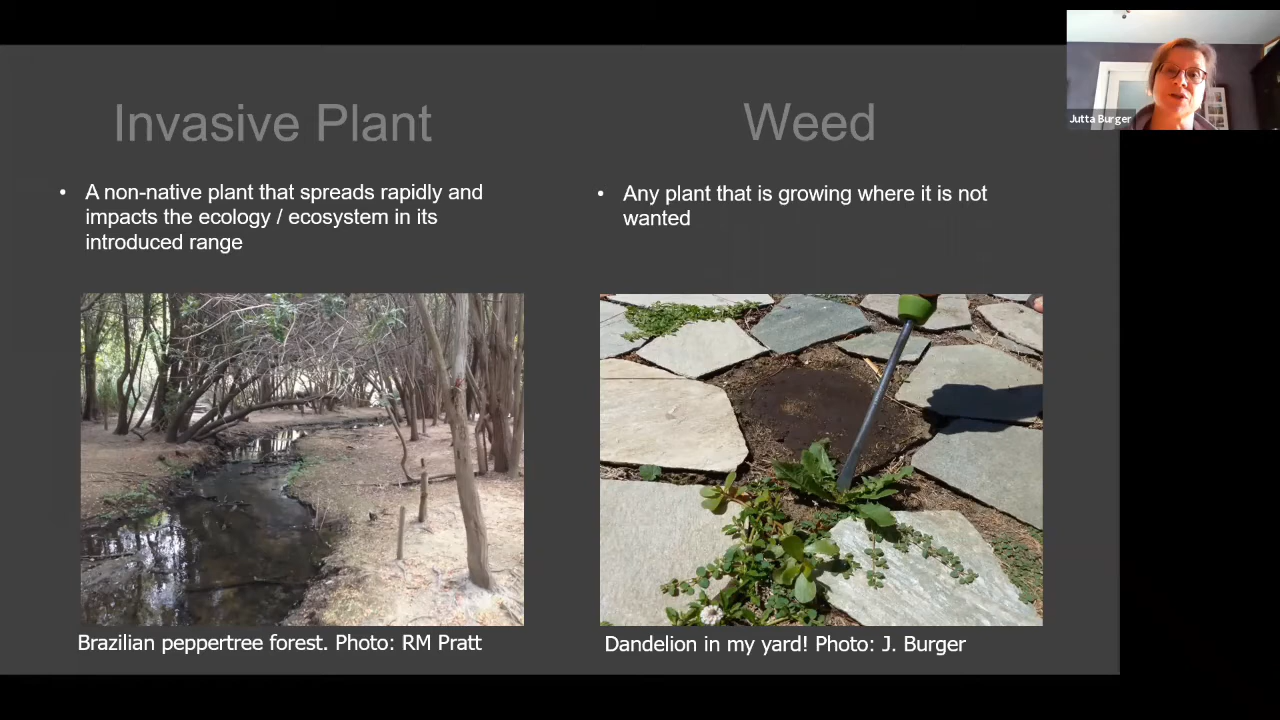 Invasive Plant
• A non-native plant that spreads rapidly and
impacts the ecology / ecosystem in its
introduced range
Brazilian peppertree forest. Photo: RM Pratt
Weed
• Any plant that is growing where it is not
wanted
Dandelion in my yard! Photo: J. Burger
Jutta Burger